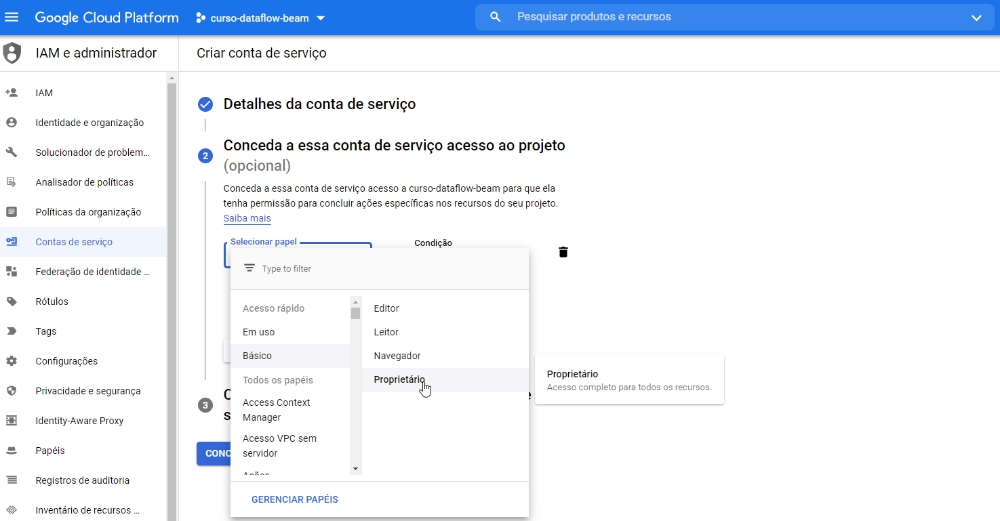 Google Cloud Platform
curso-dataflow-beam
Pesquisar produtos e recursos
IAM e administrador
Criar conta de serviço
IAM
Identidade e organização
Solucionador de problem...
Analisador de políticas
Políticas da organização
Contas de serviço
Federação de identidade ...
Rótulos
Tags
Configurações
Privacidade e segurança
Identity-Aware Proxy
Papéis
Registros de auditoria
Inventário de recursos ...
Detalhes da conta de serviço
2
Conceda a essa conta de serviço acesso ao projeto
(opcional)
Conceda a essa conta de serviço acesso a curso-dataflow-beam para que ela
tenha permissão para concluir ações específicas nos recursos do seu projeto.
Saiba mais
Selecionar papel
Condição
Type to filter
Acesso rápido
Em uso
Básico
Todos os papéis
Access Context
Manager
Acesso VPC sem
servidor
Editor
Leitor
Navegador
Proprietário
Proprietário
Acesso completo para todos os recursos.
3
GERENCIAR PAPÉIS